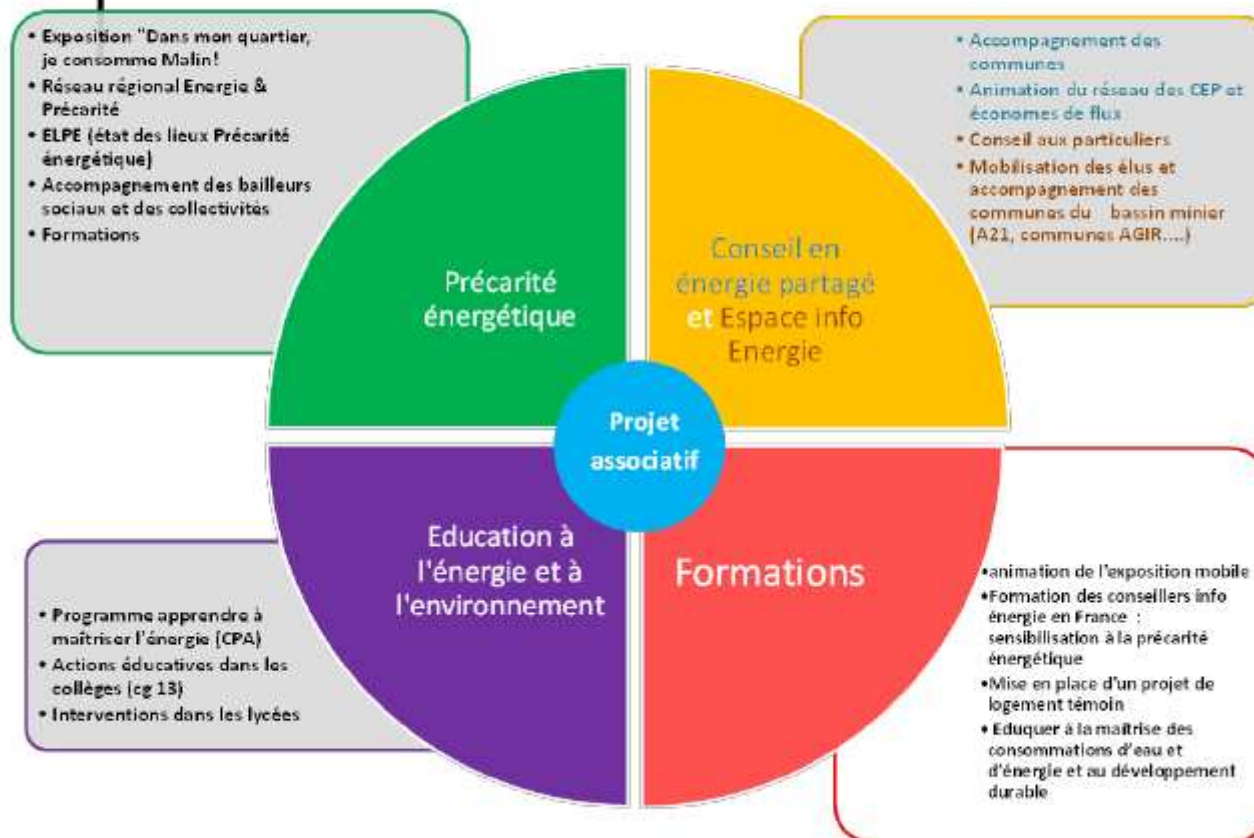 • Exposition "Dans mon quartier,
je consomme Malin!
• Réseau régional Energie &
Précarité
• ELPE (état des lieux Précarité
énergétique)
• Accompagnement des bailleurs
sociaux et des collectivités
• Formations
• Accompagnement des
communes
• Animation du réseau des CEP et
économes de flux
• Conseil aux particuliers
• Mobilisation des élus et
accompagnement des
communes du bassin minier
(A21, communes AGIR....)
Précarité
énergétique
Conseil en
énergie partagé
et Espace info
Energie
Projet
associatif
Education à
l'énergie et à
l'environnement
Formations
• Programme apprendre à
maîtriser l'énergie (CPA)
• Actions éducatives dans les
collèges (cg 13)
• Interventions dans les lycées
•animation de l'exposition mobile
•Formation des conseillers info
énergie en France :
sensibilisation à la précarité
énergétique
•Mise en place d'un projet de
logement témoin
• Eduquer à la maîtrise des
consommations d'eau et
d'énergie et au développement
durable